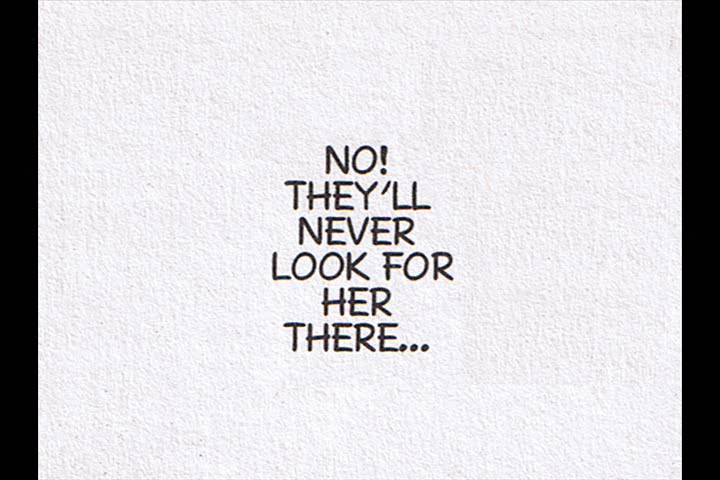 NO!
THEY'LL
NEVER
LOOK FOR
HER
THERE...